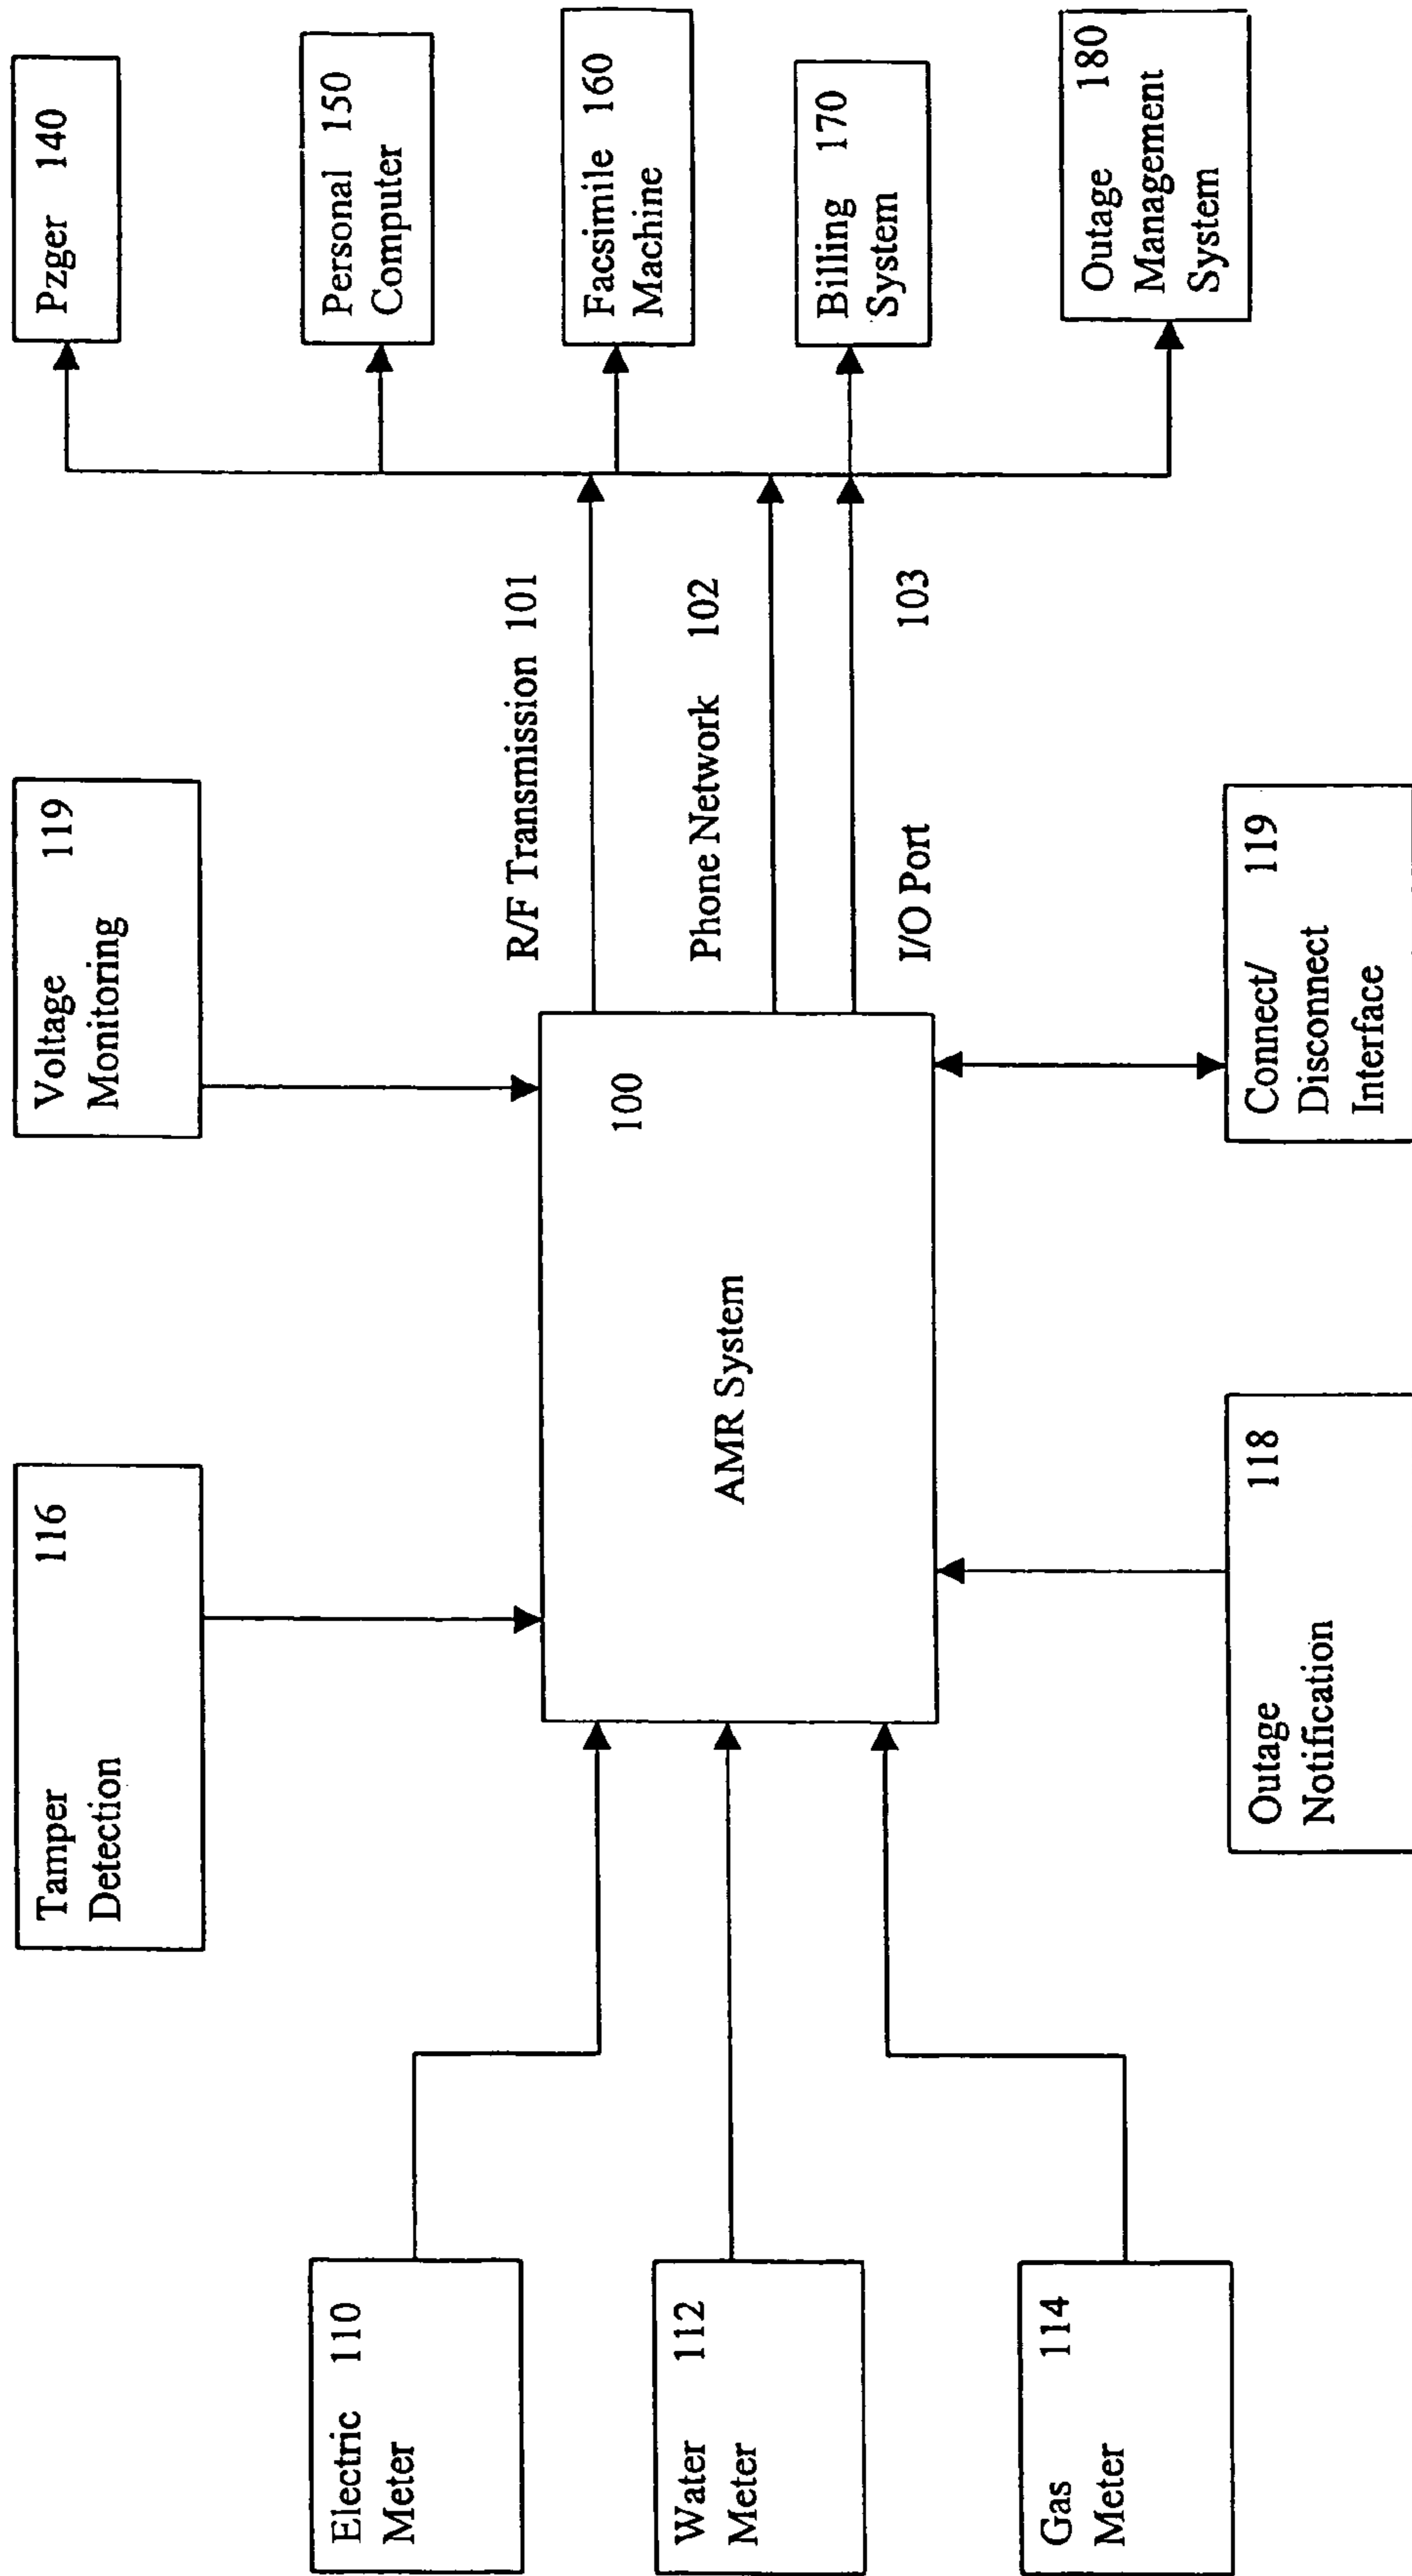 Tamper 116
Detection
Voltage 119
Monitoring
Pzger 140
Electric 110
Meter
Personal 150
Computer
R/F Transmission 101
100
Facsimile 160
Machine
Water 112
Meter
AMR System
Phone Network 102
Billing 170
System
I/O Port 103
Gas 114
Meter
Outage 180
Management
System
Outage 118
Notification
Connect/ 119
Disconnect
Interface